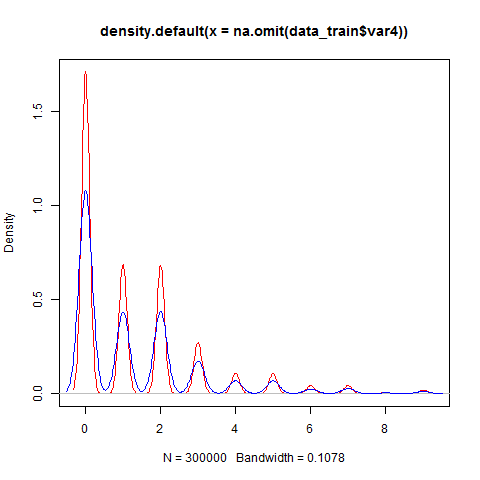 density.default(x = na.omit(data_train$var4))
Density
0.0
0.5
1.0
1.5
0 2 4 6 8
N = 300000 Bandwidth = 0.1078